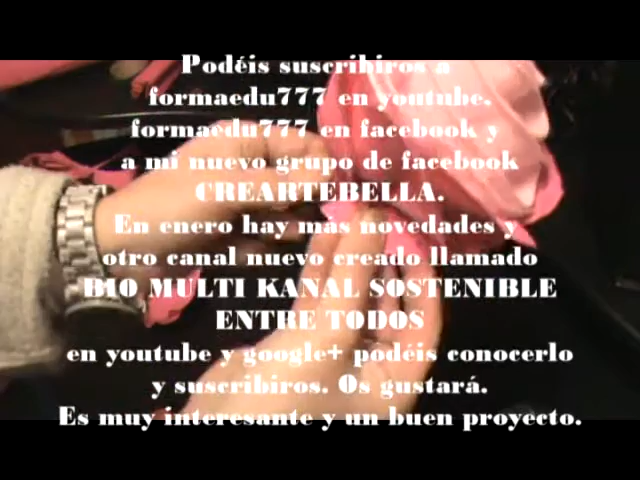 Podéis suscribiros a
formaedu777 en youtube.
formaedu777 en facebook y
a mi nuevo grupo de facebook
CREARTEBELLA.
En enero hay más novedades y
otro canal nuevo creado llamado
BIO MULTI KANAL SOSTENIBLE
ENTRE TODOS
en youtube y google+ podéis conocerlo
y suscribiros. Os gustará.
Es muy interesante y un buen proyecto.